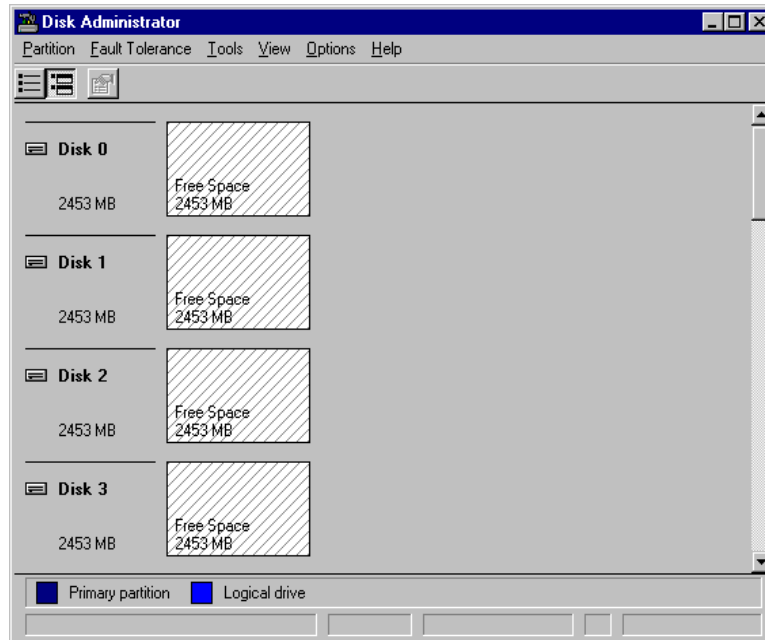 Disk Administrator
Partition Fault Tolerance Tools View Options Help
Disk 0
2453 MB
Free Space
2453 MB
Disk 1
2453 MB
Free Space
2453 MB
Disk 2
2453 MB
Free Space
2453 MB
Disk 3
2453 MB
Free Space
2453 MB
Primary partition Logical drive